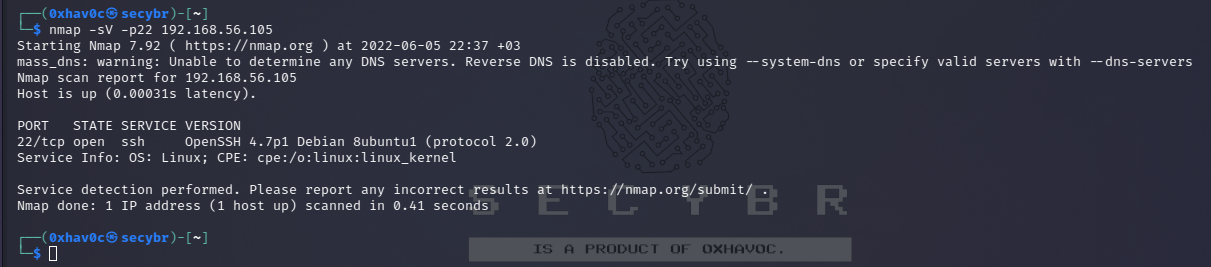 ┌──(0xhav0c㉿secybr)-[~]
└─$ nmap -sV -p22 192.168.56.105
Starting Nmap 7.92 ( https://nmap.org ) at 2022-06-05 22:37 +03
mass_dns: warning: Unable to determine any DNS servers. Reverse DNS is disabled. Try using --system-dns or specify valid servers with --dns-servers
Nmap scan report for 192.168.56.105
Host is up (0.00031s latency).
PORT   STATE SERVICE VERSION
22/tcp open  ssh     OpenSSH 4.7p1 Debian 8ubuntu1 (protocol 2.0)
Service Info: OS: Linux; CPE: cpe:/o:linux:linux_kernel
Service detection performed. Please report any incorrect results at https://nmap.org/submit/ .
Nmap done: 1 IP address (1 host up) scanned in 0.41 seconds
SECYBR
┌──(0xhav0c㉿secybr)-[~]
└─$
IS A PRODUCT OF 0XHAV0C.